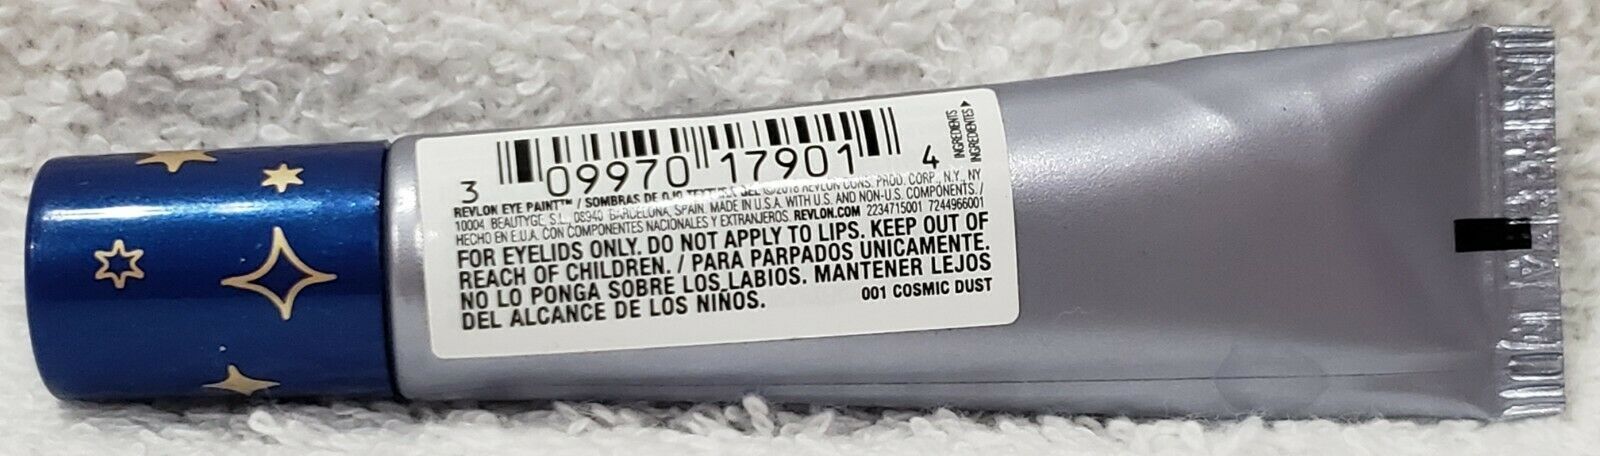 3 09970 17901 4
INGREDIENTS
INGREDIENTES
REVLON EYE PAINT™ / SOMBRAS DE OJO TEXTURA GEL ©2018 REVLON CONS. PROD. CORP., N.Y., NY
10004. BEAUTYGE, S.L., 08940 BARCELONA, SPAIN. MADE IN U.S.A. WITH U.S. AND NON-U.S. COMPONENTS. /
HECHO EN E.U.A. CON COMPONENTES NACIONALES Y EXTRANJEROS. REVLON.COM 2234715001 7244966001
FOR EYELIDS ONLY. DO NOT APPLY TO LIPS. KEEP OUT OF
REACH OF CHILDREN. / PARA PARPADOS UNICAMENTE.
NO LO PONGA SOBRE LOS LABIOS. MANTENER LEJOS
DEL ALCANCE DE LOS NIÑOS.
001 COSMIC DUST